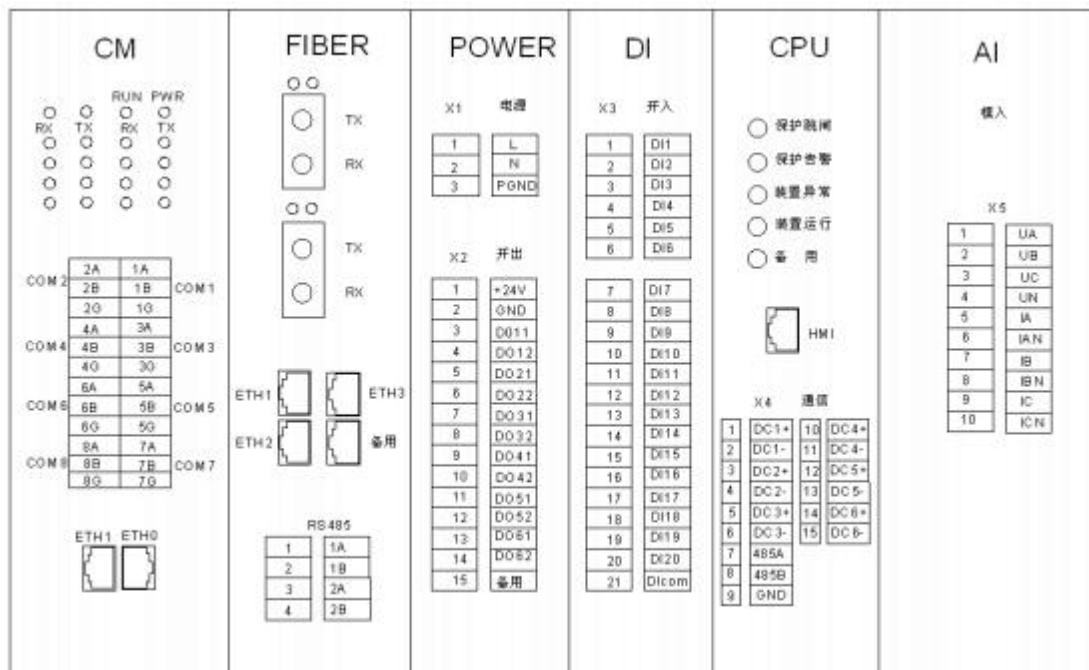 CM
RUN PWR
RX TX RX TX
COM2
2A 1A
2B 1B
2G 1G
COM1
COM4
4A 3A
4B 3B
4G 3G
COM3
COM6
6A 5A
6B 5B
6G 5G
COM5
COM8
8A 7A
8B 7B
8G 7G
COM7
ETH1 ETH0
FIBER
TX
RX
TX
RX
ETH1 ETH3
ETH2 备用
RS485
1 1A
2 1B
3 2A
4 2B
POWER
X1 电源
1 L
2 N
3 PGND
X2 开出
1 +24V
2 GND
3 DO11
4 DO12
5 DO21
6 DO22
7 DO31
8 DO32
9 DO41
10 DO42
11 DO51
12 DO52
13 DO61
14 DO62
15 备用
DI
X3 开入
1 DI1
2 DI2
3 DI3
4 DI4
5 DI5
6 DI6
7 DI7
8 DI8
9 DI9
10 DI10
11 DI11
12 DI12
13 DI13
14 DI14
15 DI15
16 DI16
17 DI17
18 DI18
19 DI19
20 DI20
21 DIcom
CPU
保护跳闸
保护告警
装置异常
装置运行
备 用
HMI
X4 通信
1 DC1+ 10 DC4+
2 DC1- 11 DC4-
3 DC2+ 12 DC5+
4 DC2- 13 DC5-
5 DC3+ 14 DC6+
6 DC3- 15 DC6-
7 485A
8 485B
9 GND
AI
模入
X5
1 UA
2 UB
3 UC
4 UN
5 IA
6 IAN
7 IB
8 IBN
9 IC
10 ICN